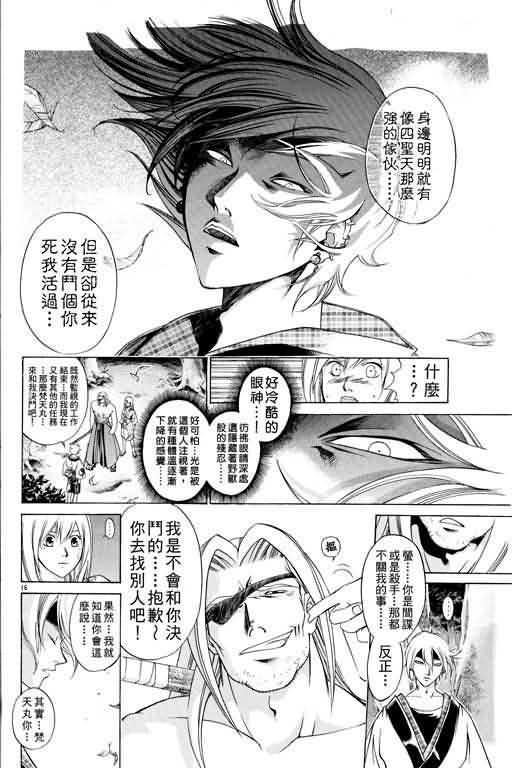 身邊明明就有
像四聖天那麼
強的傢伙……
但是卻從來
沒有鬥個你
死我活過…
什麼
…？
好冷酷的
眼神…！
彷彿眼睛深處
還隱藏著野獸
般的殘忍…
好可怕…光是被
這個人注視著，
就有種體溫逐漸
下降的感覺…
既然監視的工作
結束…而我現在
又有其他的任務
…那麼梵天丸…
來和我決鬥吧！
螢……你是間諜
或是殺手…那都
不關我的事…
反正…
摳
我是不會和你決
鬥的……抱歉～
你去找別人吧！
…
果然…我就
知道你會這
麼說……
其實…梵
天丸你…
16